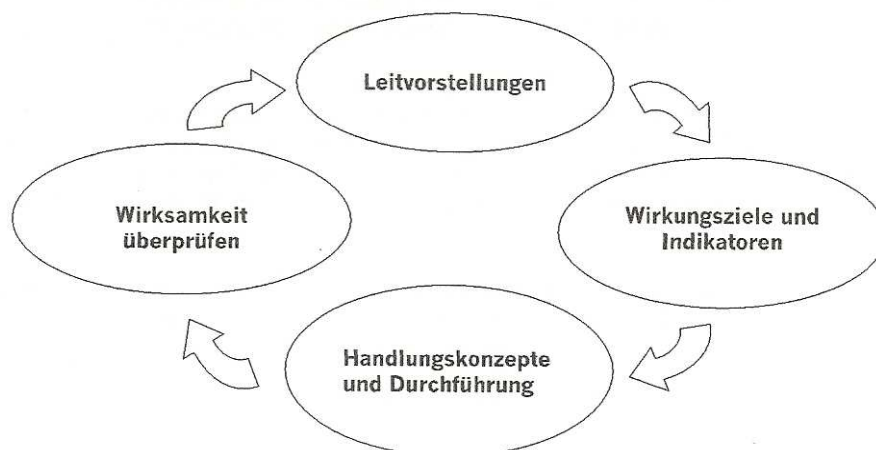 Leitvorstellungen
Wirkungsziele und
Indikatoren
Handlungskonzepte
und Durchführung
Wirksamkeit
überprüfen